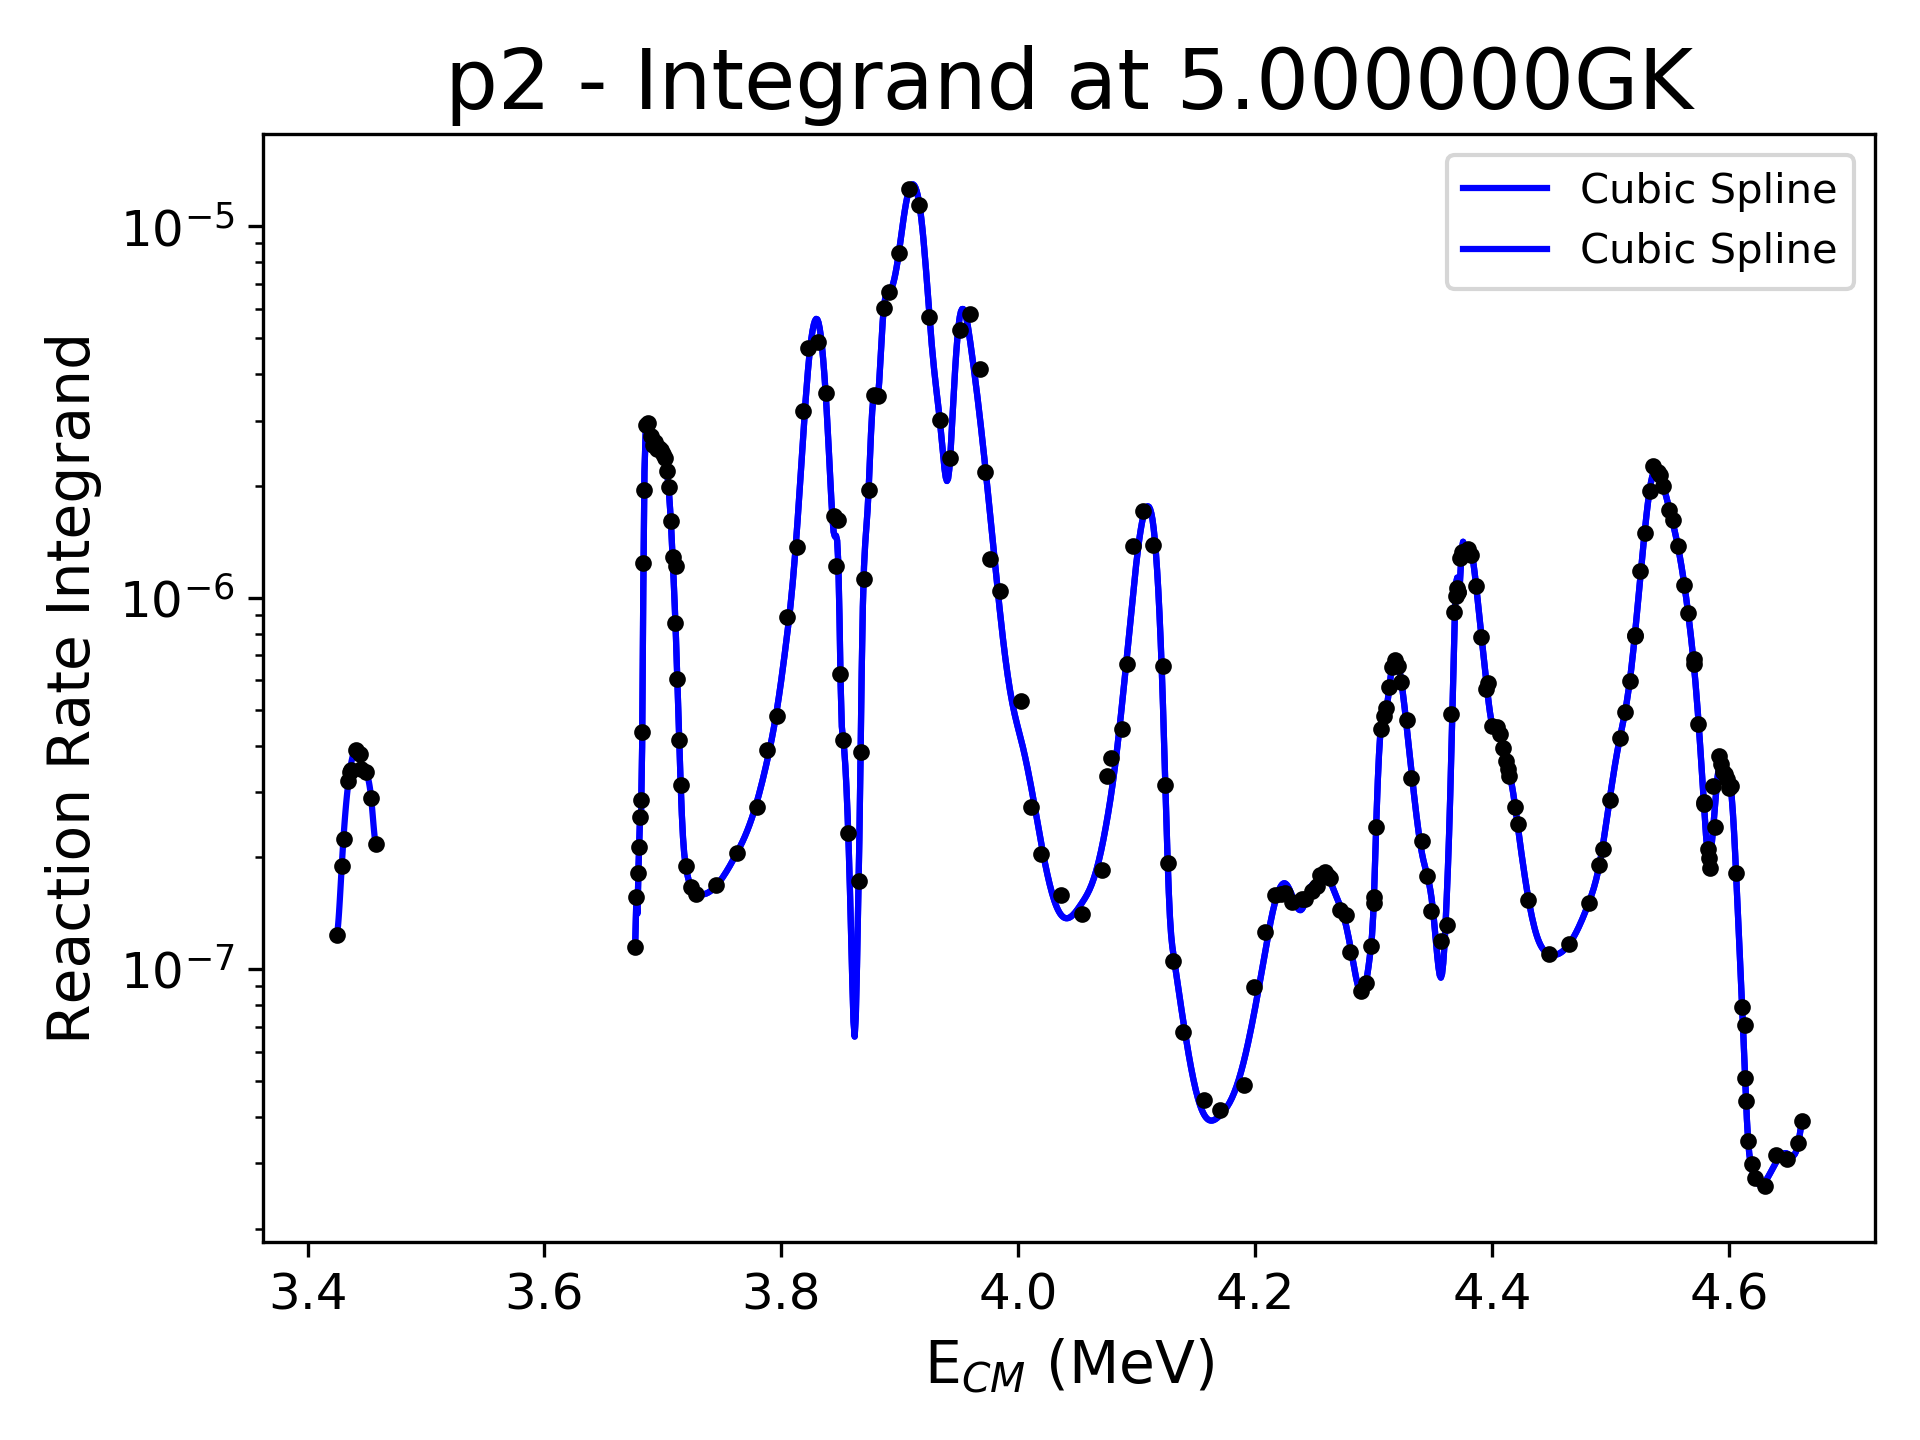 p2 - Integrand at 5.000000GK
Cubic Spline
Cubic Spline
Reaction Rate Integrand
10⁻⁵
10⁻⁶
10⁻⁷
3.4 3.6 3.8 4.0 4.2 4.4 4.6
E_CM (MeV)